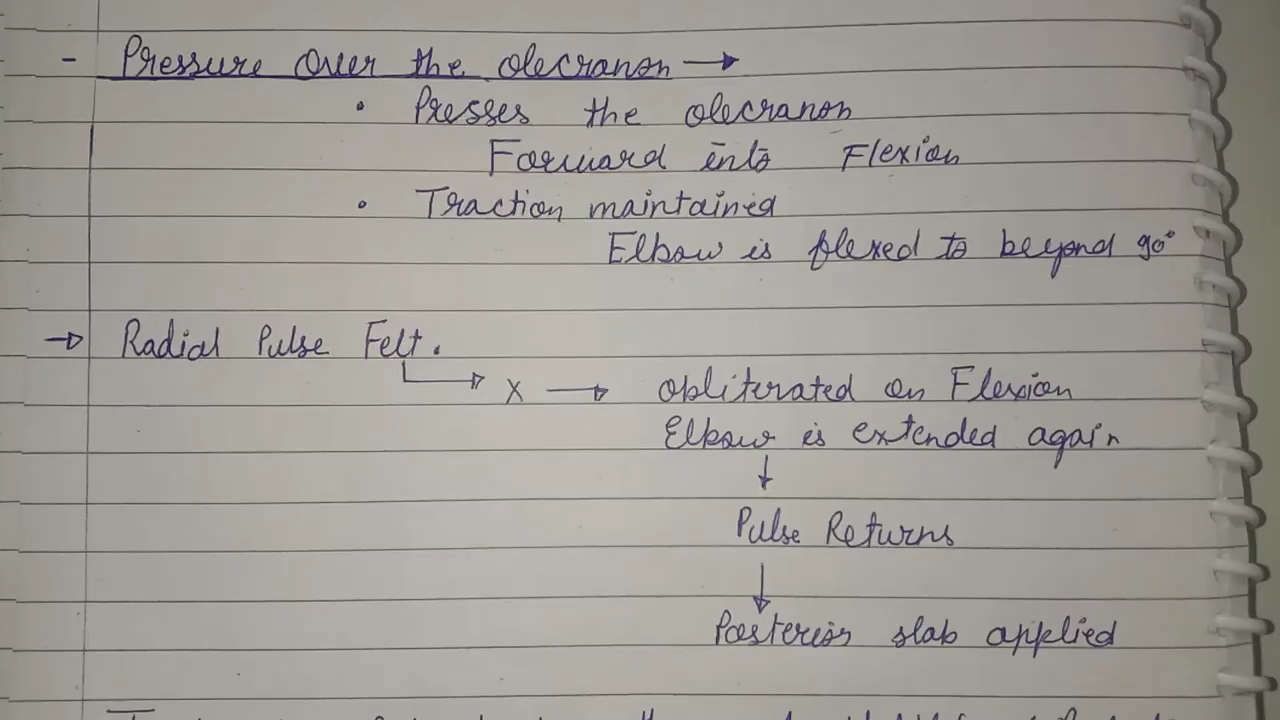 - Pressure Over the olecranon →
• Presses the olecranon
Forward into Flexion
• Traction maintained
Elbow is flexed to beyond 90°
→ Radial Pulse Felt.
→ X → obliterated on Flexion
Elbow is extended again
↓
Pulse Returns
↓
Posterior slab applied